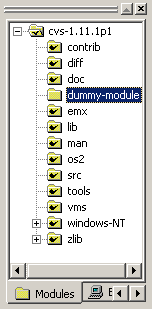 cvs-1.11.1p1
contrib
diff
doc
dummy-module
emx
lib
man
os2
src
tools
vms
windows-NT
zlib
Modules